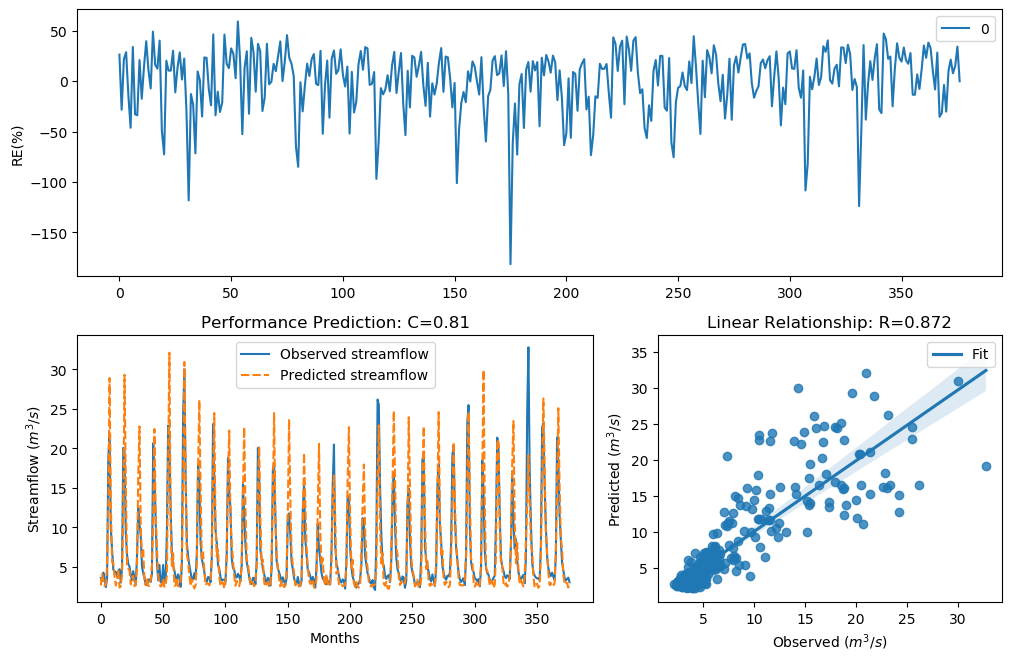 RE(%)
50
0
−50
−100
−150
0
0 50 100 150 200 250 300 350
Performance Prediction: C=0.81
Streamflow (m³/s)
30
25
20
15
10
5
Observed streamflow
Predicted streamflow
0 50 100 150 200 250 300 350
Months
Linear Relationship: R=0.872
Predicted (m³/s)
35
30
25
20
15
10
5
Fit
5 10 15 20 25 30
Observed (m³/s)